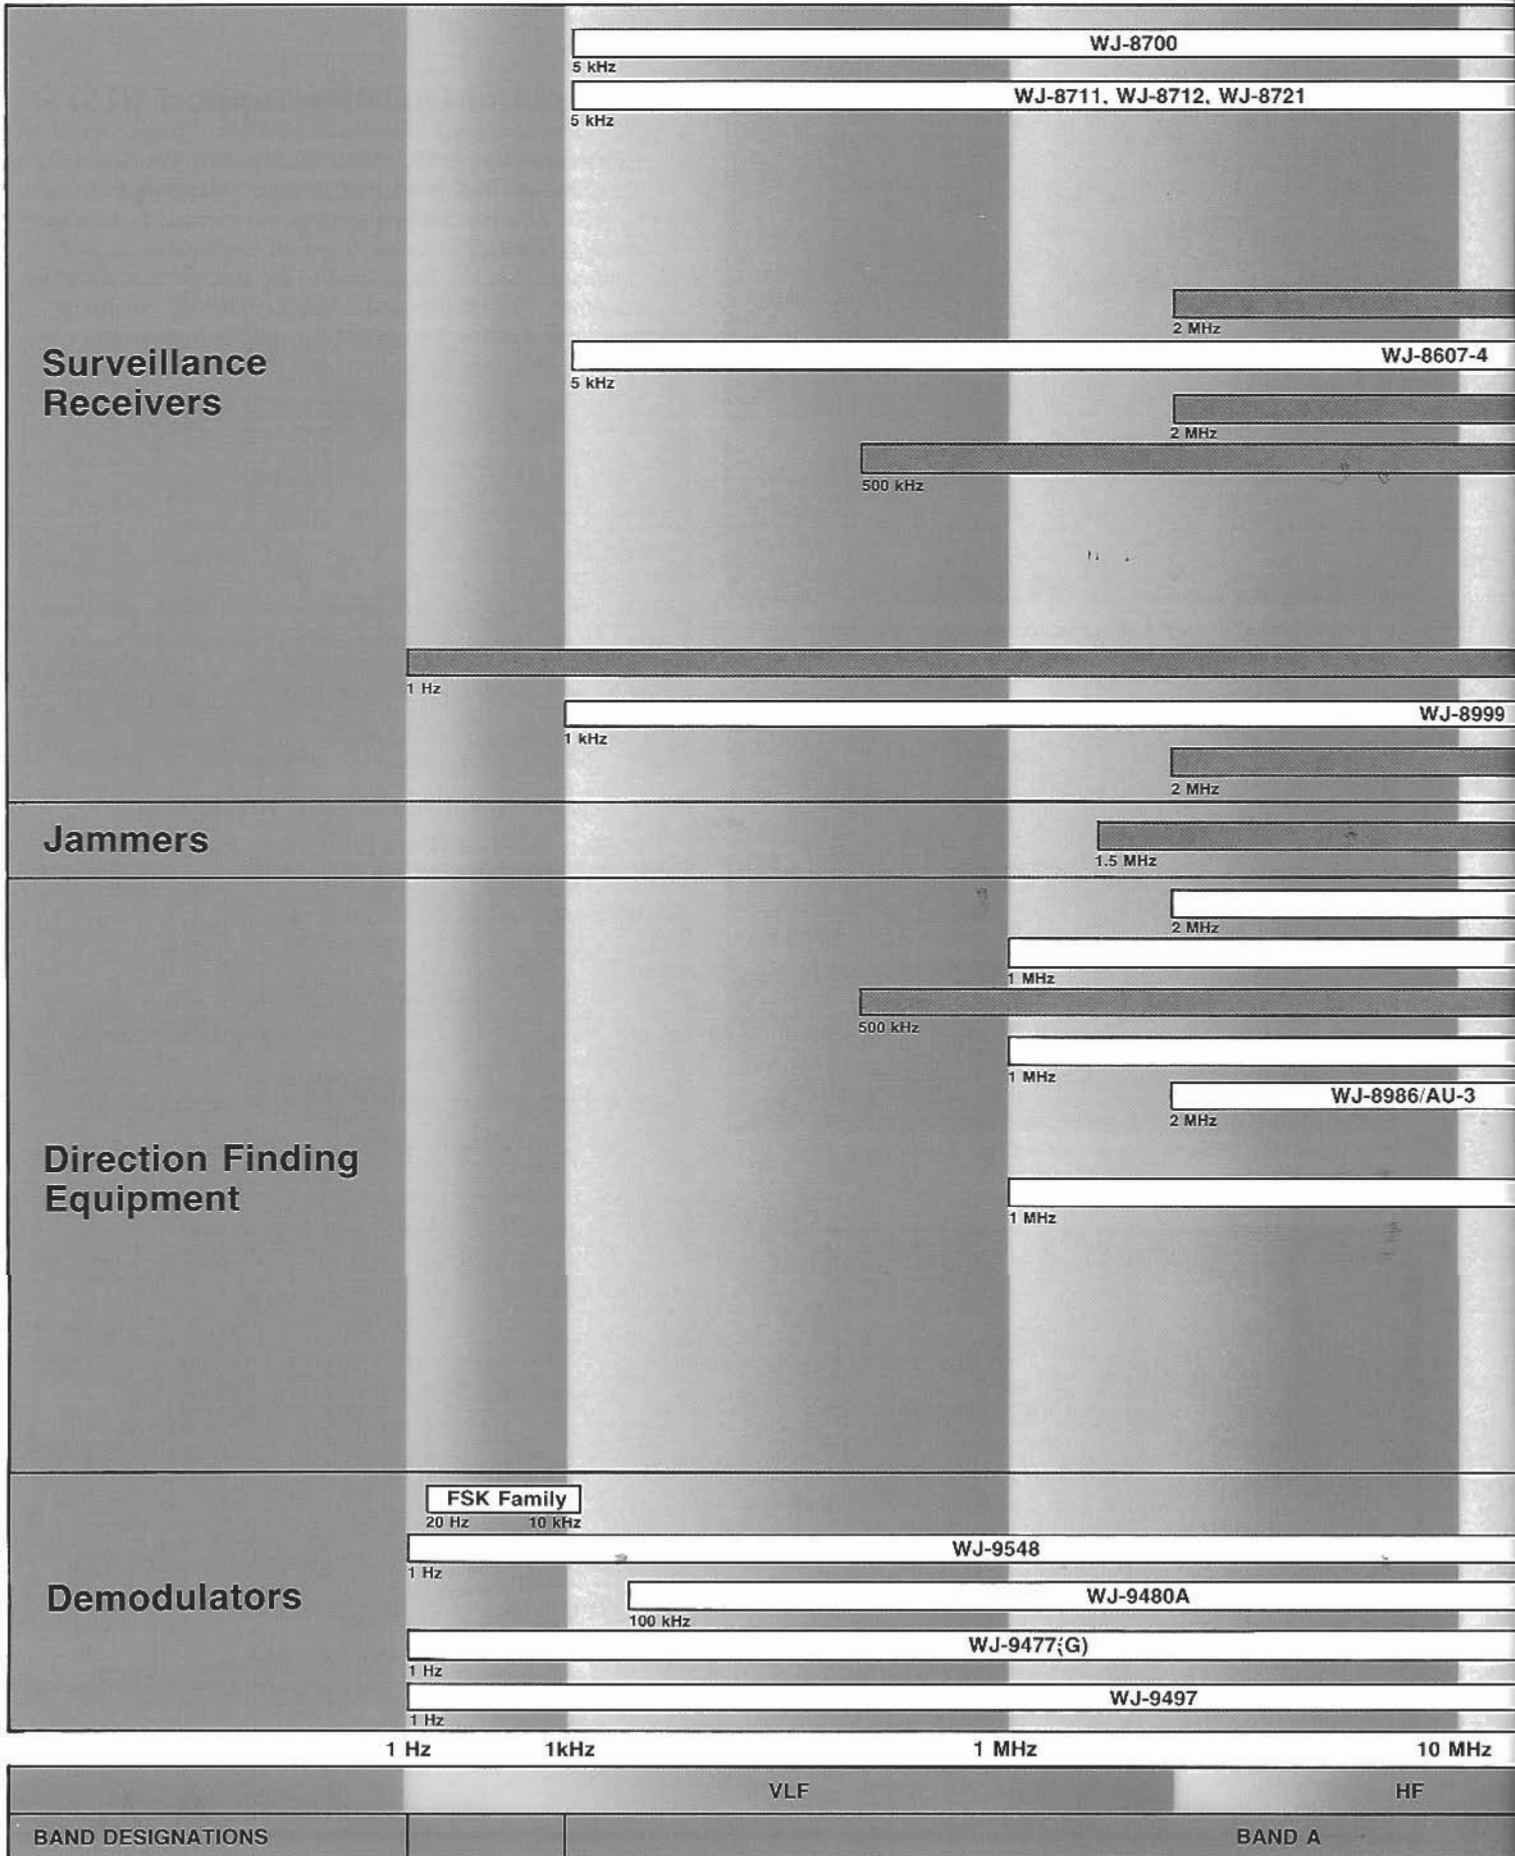 WJ-8700
5 kHz
WJ-8711, WJ-8712, WJ-8721
5 kHz
2 MHz
Surveillance
Receivers
WJ-8607-4
5 kHz
2 MHz
500 kHz
1 Hz
WJ-8999
1 kHz
2 MHz
Jammers
1.5 MHz
2 MHz
1 MHz
500 kHz
1 MHz
WJ-8986/AU-3
2 MHz
Direction Finding
Equipment
1 MHz
FSK Family
20 Hz 10 kHz
WJ-9548
1 Hz
Demodulators
WJ-9480A
100 kHz
WJ-9477(G)
1 Hz
WJ-9497
1 Hz
1 Hz 1kHz 1 MHz 10 MHz
VLF HF
BAND DESIGNATIONS BAND A